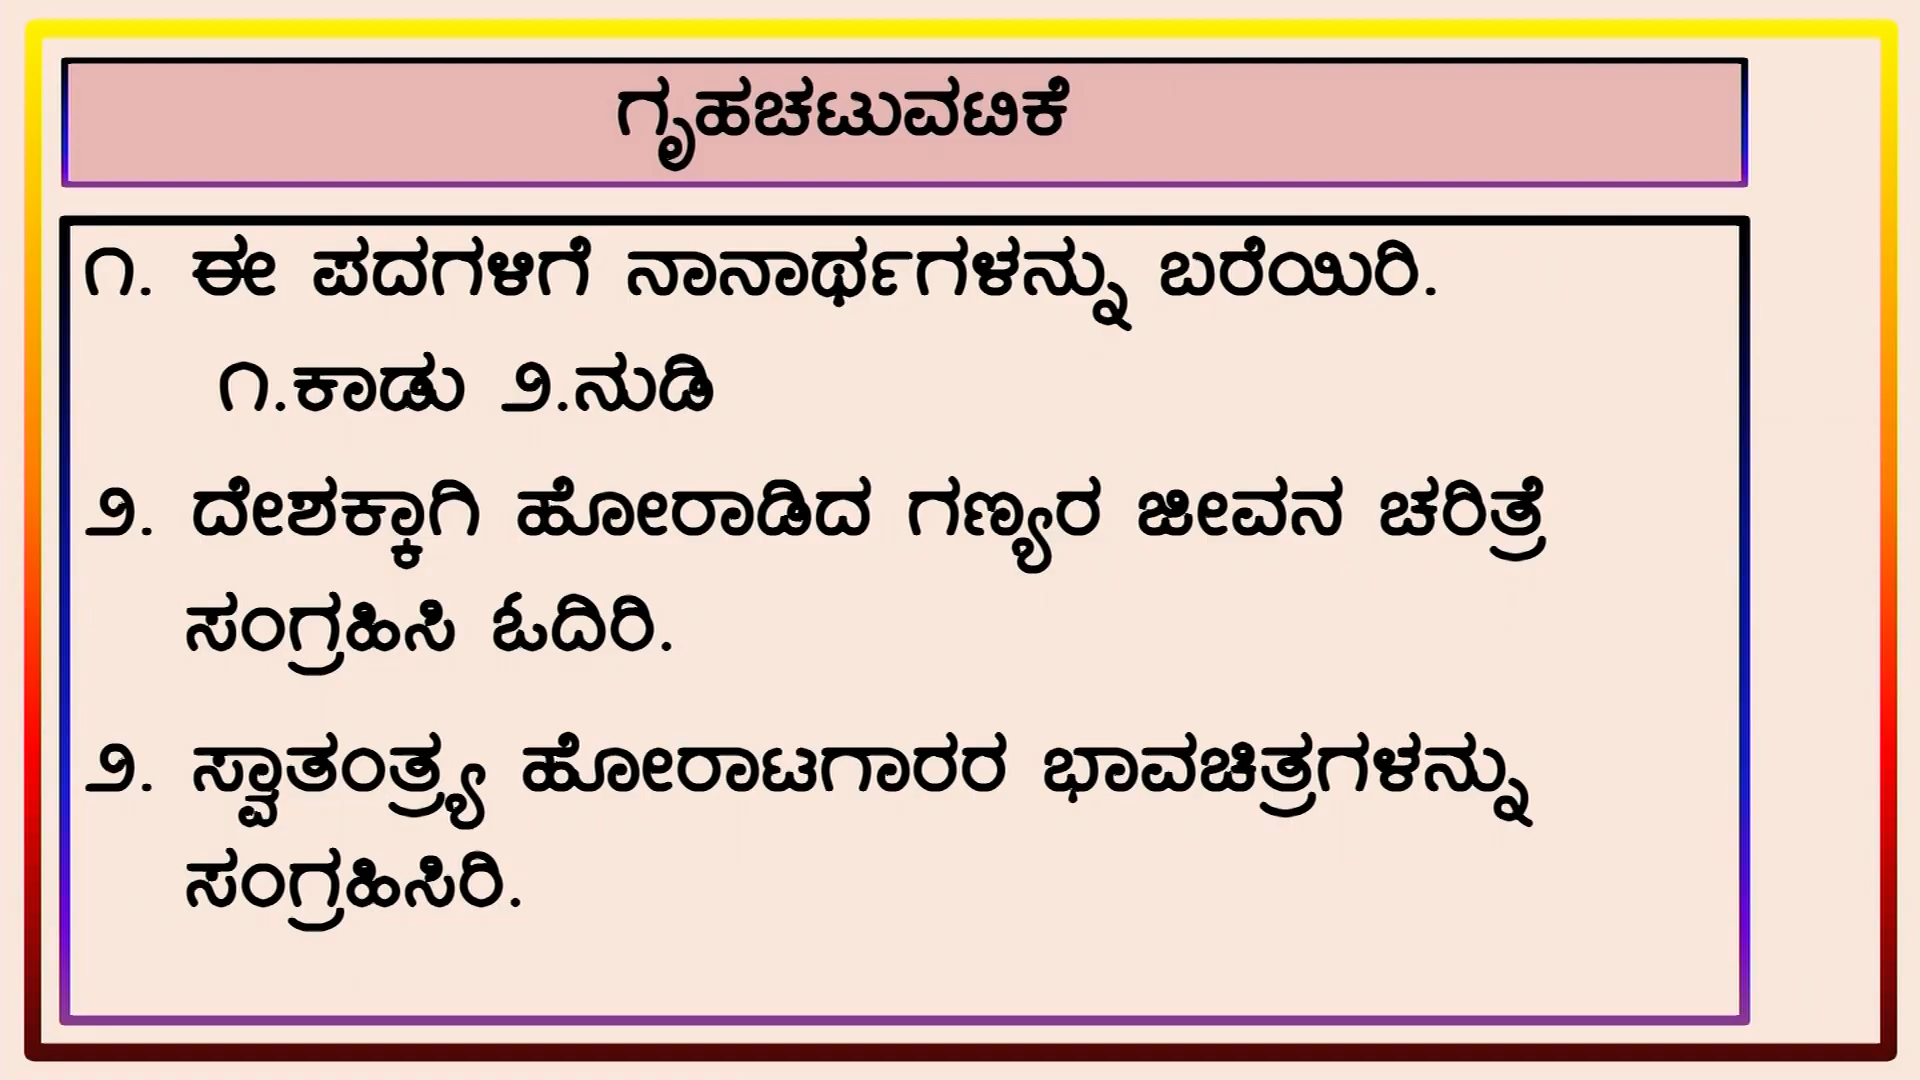 ಗೃಹಚಟುವಟಿಕೆ
೧. ಈ ಪದಗಳಿಗೆ ನಾನಾರ್ಥಗಳನ್ನು ಬರೆಯಿರಿ.
೧.ಕಾಡು ೨.ನುಡಿ
೨. ದೇಶಕ್ಕಾಗಿ ಹೋರಾಡಿದ ಗಣ್ಯರ ಜೀವನ ಚರಿತ್ರೆ
ಸಂಗ್ರಹಿಸಿ ಓದಿರಿ.
೨. ಸ್ವಾತಂತ್ರ್ಯ ಹೋರಾಟಗಾರರ ಭಾವಚಿತ್ರಗಳನ್ನು
ಸಂಗ್ರಹಿಸಿರಿ.